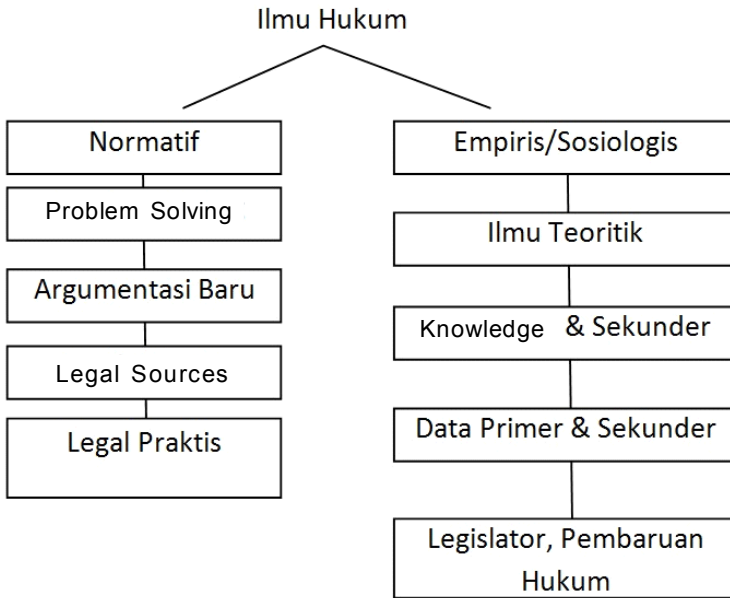 Ilmu Hukum
Normatif
Problem Solving
Argumentasi Baru
Legal Sources
Legal Praktis
Empiris/Sosiologis
Ilmu Teoritik
Knowledge & Sekunder
Data Primer & Sekunder
Legislator, Pembaruan
Hukum